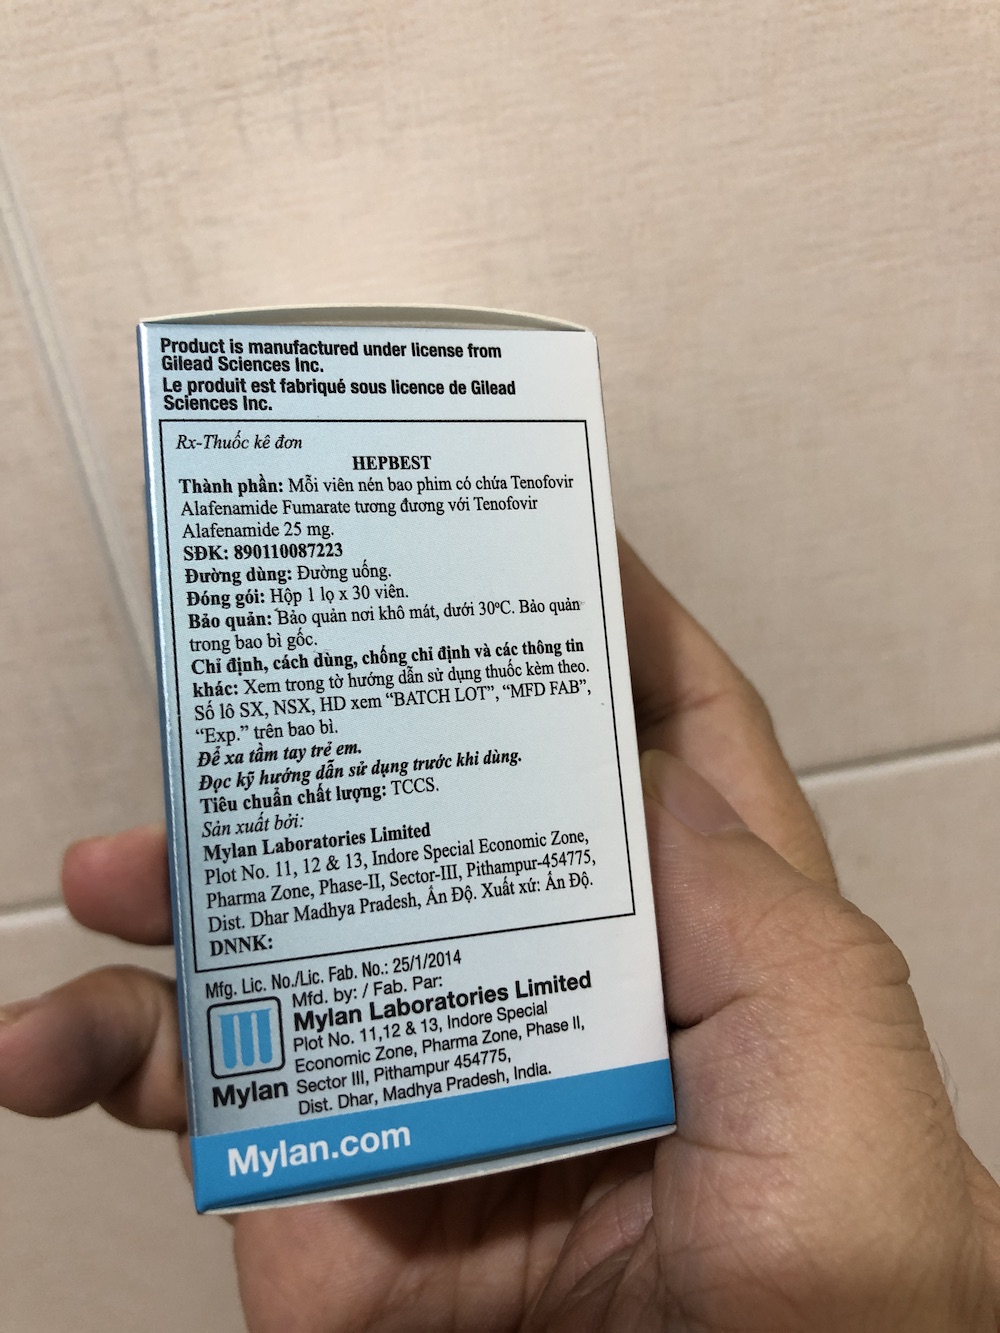 Product is manufactured under license from
Gilead Sciences Inc.
Le produit est fabriqué sous licence de Gilead
Sciences Inc.
Rx-Thuốc kê đơn
HEPBEST
Thành phần: Mỗi viên nén bao phim có chứa Tenofovir
Alafenamide Fumarate tương đương với Tenofovir
Alafenamide 25 mg.
SĐK: 890110087223
Đường dùng: Đường uống.
Đóng gói: Hộp 1 lọ x 30 viên.
Bảo quản: Bảo quản nơi khô mát, dưới 30ºC. Bảo quản
trong bao bì gốc.
Chỉ định, cách dùng, chống chỉ định và các thông tin
khác: Xem trong tờ hướng dẫn sử dụng thuốc kèm theo.
Số lô SX, NSX, HD xem “BATCH LOT”, “MFD FAB”,
“Exp.” trên bao bì.
Để xa tầm tay trẻ em.
Đọc kỹ hướng dẫn sử dụng trước khi dùng.
Tiêu chuẩn chất lượng: TCCS.
Sản xuất bởi:
Mylan Laboratories Limited
Plot No. 11, 12 & 13, Indore Special Economic Zone,
Pharma Zone, Phase-II, Sector-III, Pithampur-454775,
Dist. Dhar Madhya Pradesh, Ấn Độ. Xuất xứ: Ấn Độ.
DNNK:
Mfg. Lic. No./Lic. Fab. No.: 25/1/2014
Mfd. by: / Fab. Par:
Mylan Laboratories Limited
Plot No. 11,12 & 13, Indore Special
Economic Zone, Pharma Zone, Phase II,
Sector III, Pithampur 454775,
Dist. Dhar, Madhya Pradesh, India.
Mylan
Mylan.com